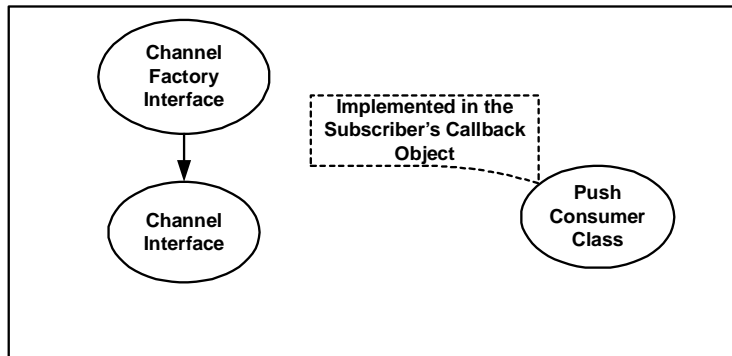 Channel
Factory
Interface
Implemented in the
Subscriber's Callback
Object
Channel
Interface
Push
Consumer
Class